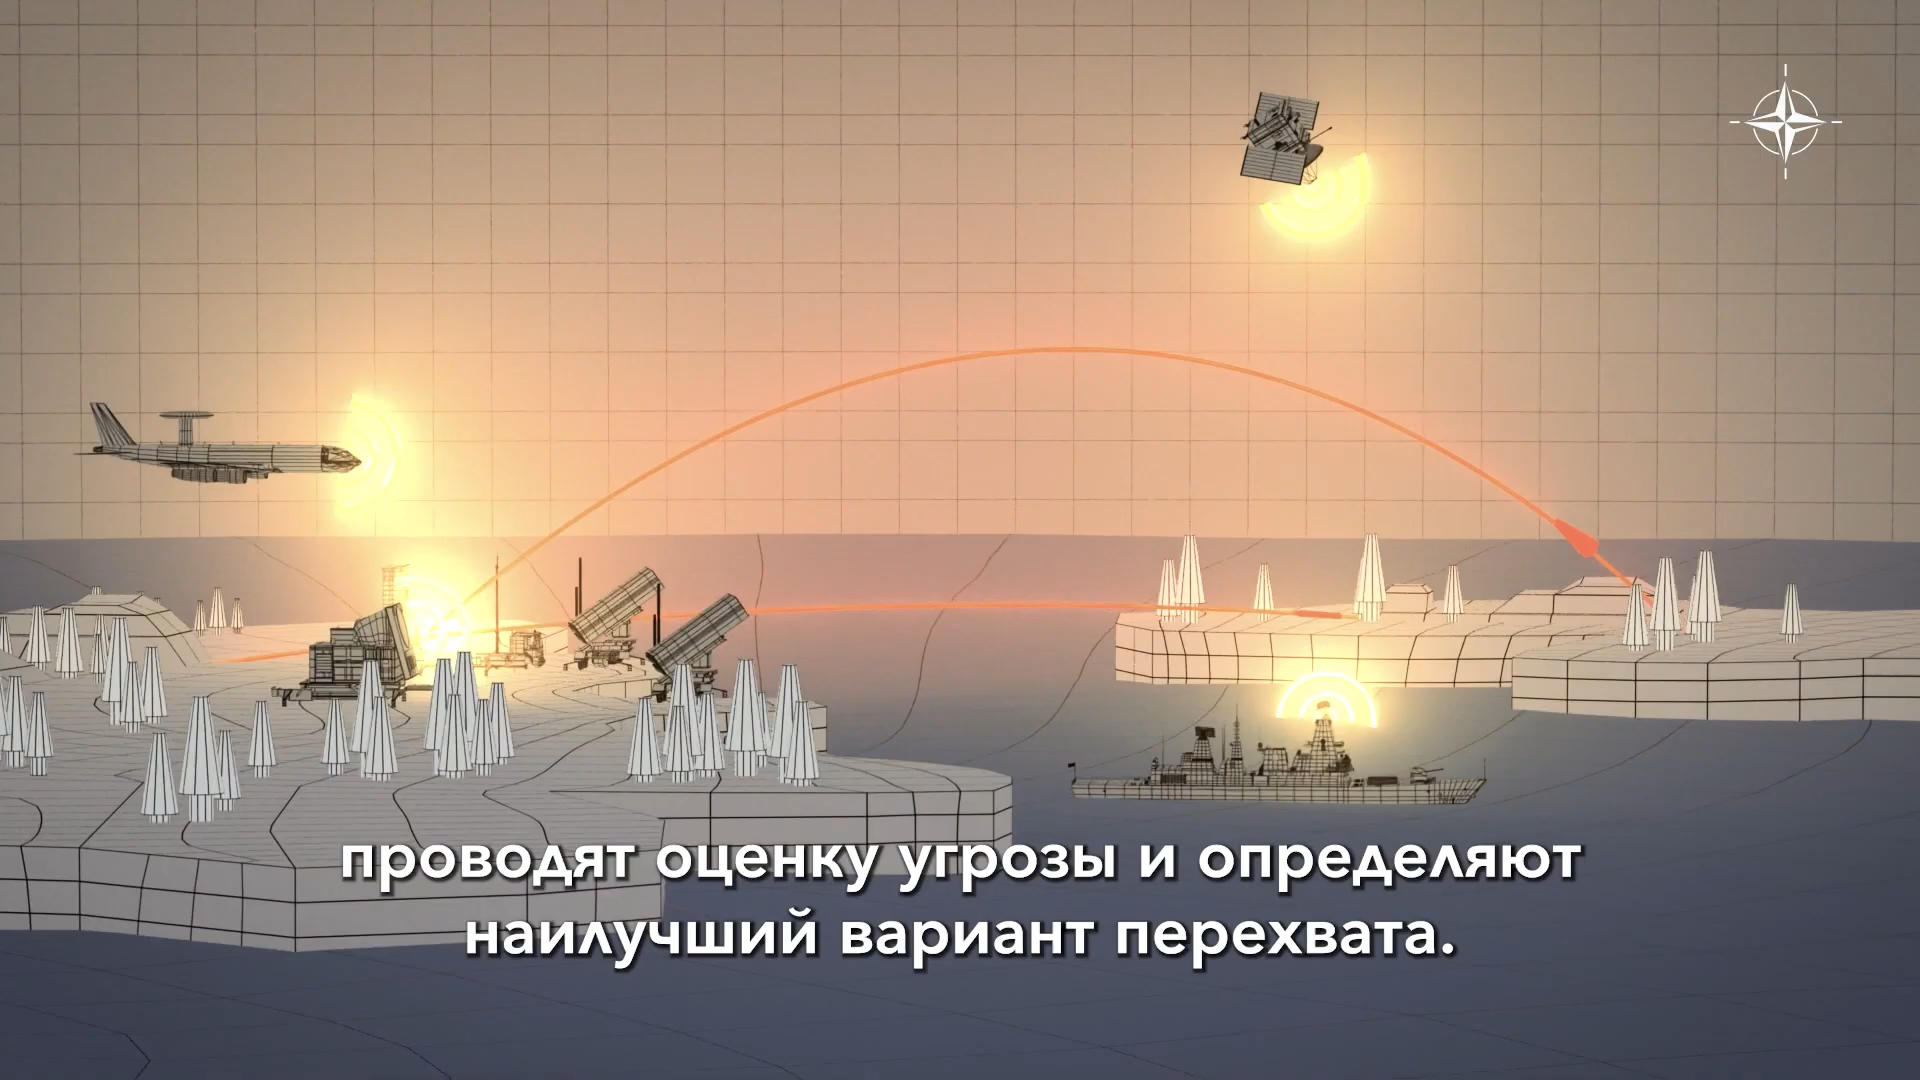 проводят оценку угрозы и определяют
наилучший вариант перехвата.